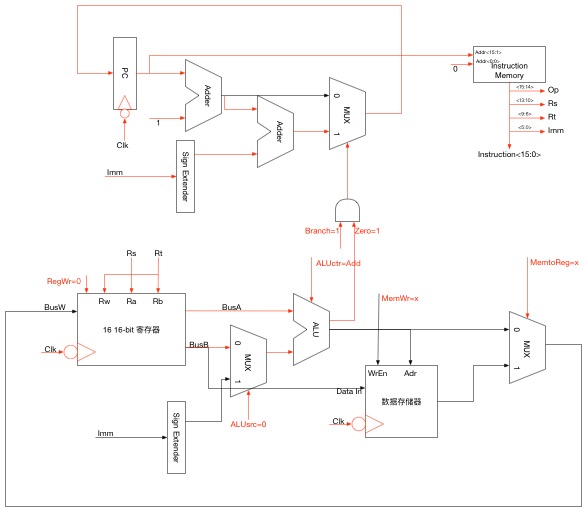 Addr<15:1>
Addr<0:0>
0
Instruction
Memory
PC
Adder
0
MUX
1
<15:14>
Op
<13:10>
Rs
<9:6>
Rt
<5:0>
Imm
1
Adder
Clk
Sign Extender
Instruction<15:0>
Imm
Branch=1
Zero=1
Rs
Rt
ALUctr=Add
MemtoReg=x
RegWr=0
MemWr=x
BusW
Rw
Ra
Rb
BusA
16 16-bit 寄存器
ALU
0
MUX
1
Clk
BusB
0
MUX
1
WrEn
Adr
Data In
数据存储器
Sign Extender
Imm
ALUsrc=0
Clk